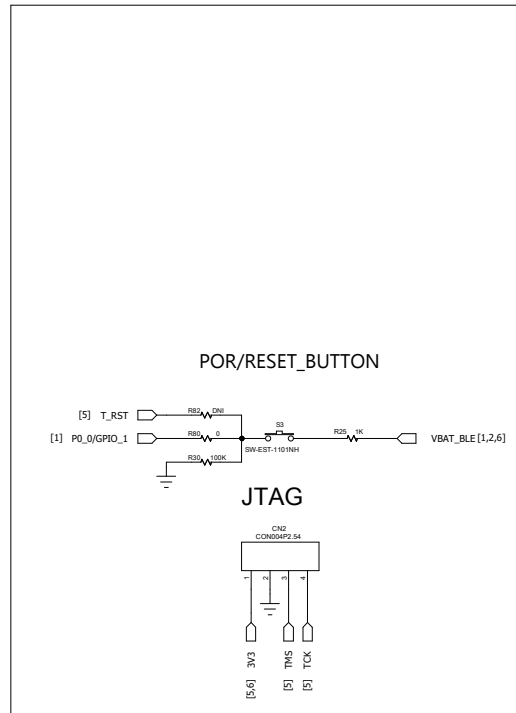 POR/RESET_BUTTON
[5] T_RST R82 DNI
[1] P0_0/GPIO_1 R80 0 S3 R25 1K VBAT_BLE [1,2,6]
SW-EST-1101NH
R30 100K
JTAG
CN2
CON004P2.54
1 2 3 4
3V3 TMS TCK
[5,6] [5] [5]